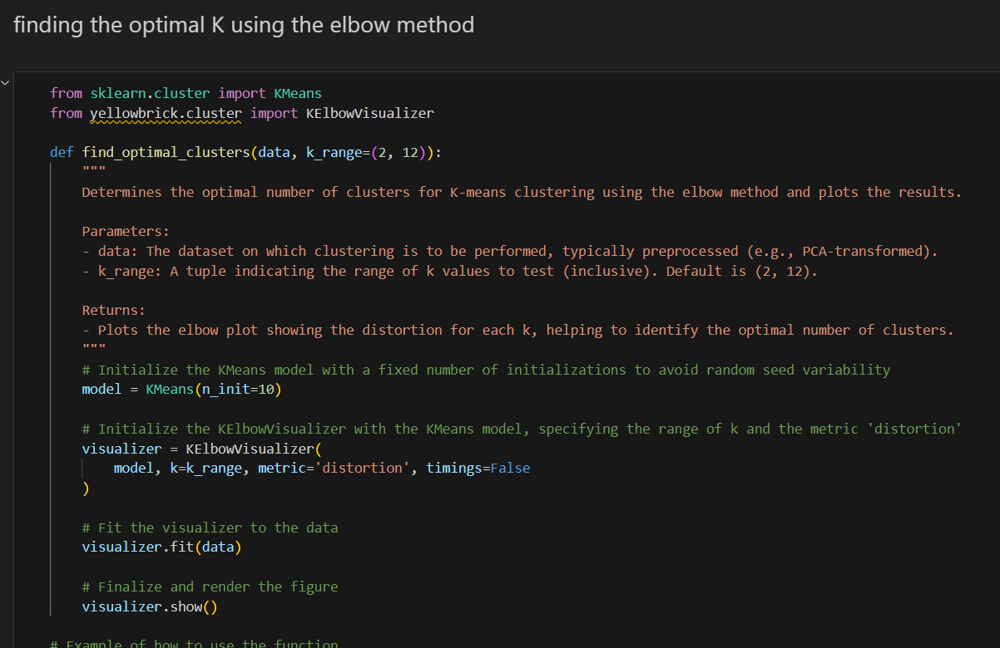 finding the optimal K using the elbow method
from sklearn.cluster import KMeans
from yellowbrick.cluster import KElbowVisualizer
def find_optimal_clusters(data, k_range=(2, 12)):
"""
Determines the optimal number of clusters for K-means clustering using the elbow method and plots the results.
Parameters:
- data: The dataset on which clustering is to be performed, typically preprocessed (e.g., PCA-transformed).
- k_range: A tuple indicating the range of k values to test (inclusive). Default is (2, 12).
Returns:
- Plots the elbow plot showing the distortion for each k, helping to identify the optimal number of clusters.
"""
# Initialize the KMeans model with a fixed number of initializations to avoid random seed variability
model = KMeans(n_init=10)
# Initialize the KElbowVisualizer with the KMeans model, specifying the range of k and the metric 'distortion'
visualizer = KElbowVisualizer(
model, k=k_range, metric='distortion', timings=False
)
# Fit the visualizer to the data
visualizer.fit(data)
# Finalize and render the figure
visualizer.show()
# Example of how to use the function